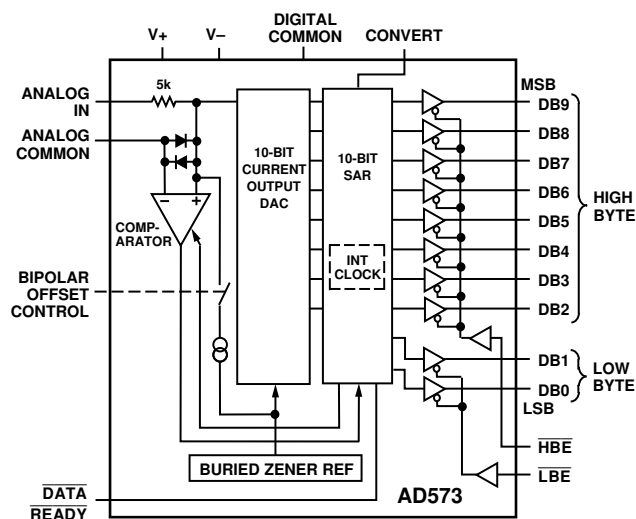 V+
V–
DIGITAL
COMMON
CONVERT
ANALOG
IN
5k
ANALOG
COMMON
– +
COMP-
ARATOR
BIPOLAR
OFFSET
CONTROL
10-BIT
CURRENT
OUTPUT
DAC
10-BIT
SAR
INT
CLOCK
BURIED ZENER REF
MSB
DB9
DB8
DB7
DB6
DB5
DB4
DB3
DB2
HIGH
BYTE
DB1
DB0
LSB
LOW
BYTE
HBE
LBE
DATA
READY
AD573